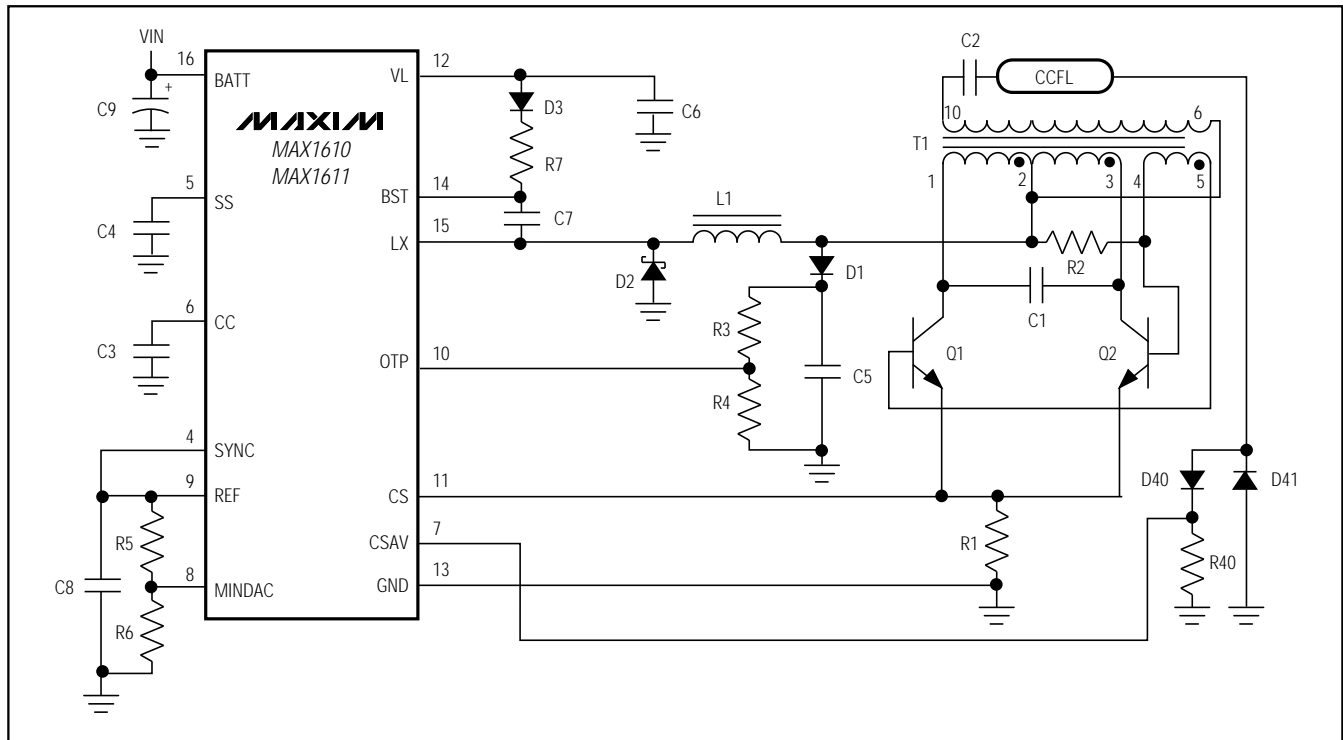 VIN
16
BATT
C9
+
MAXIM
MAX1610
MAX1611
5
SS
C4
6
CC
C3
4
SYNC
9
REF
R5
8
MINDAC
C8
R6
12
VL
D3
C6
R7
14
BST
C7
15
LX
D2
L1
D1
R3
10
OTP
C5
R4
11
CS
7
CSAV
13
GND
R1
C2
CCFL
10
6
T1
1
2
3
4
5
R2
C1
Q1
Q2
D40
D41
R40